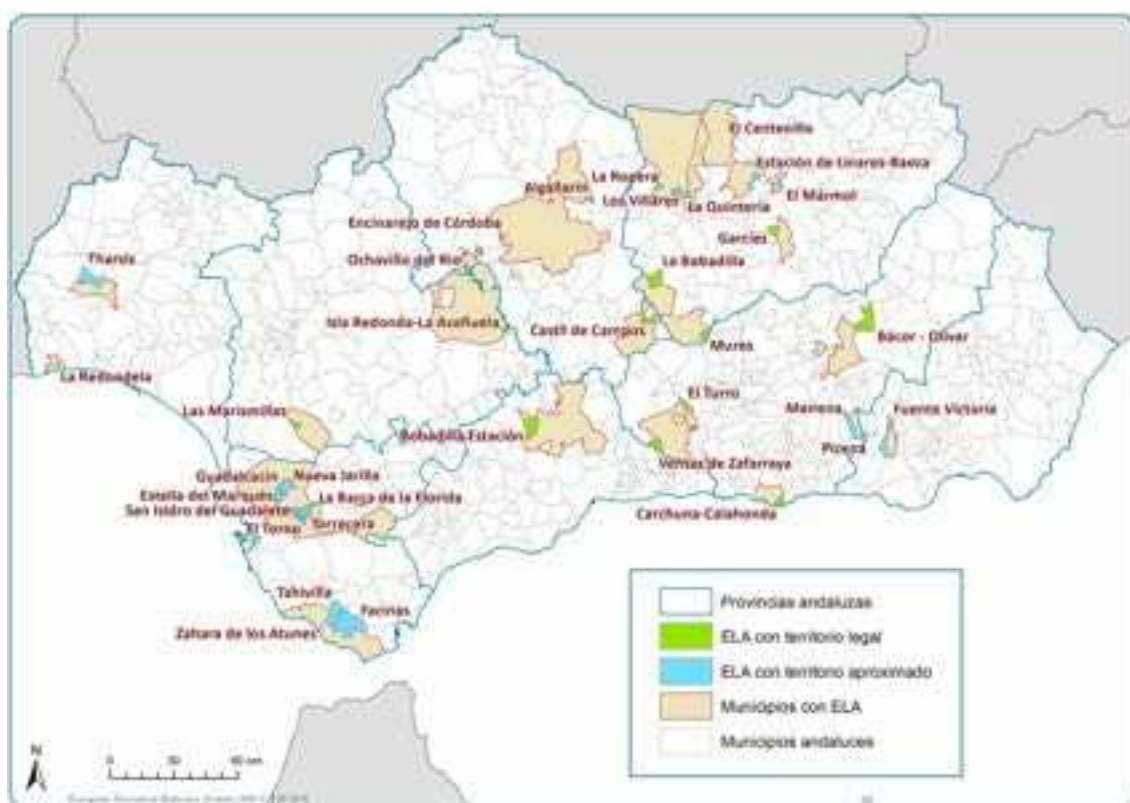 El Centenillo
Estación de Linares-Baeza
La Ropera
Algallarín
Los Villares
El Mármol
La Quintería
Encinarejo de Córdoba
Garcíez
Tharsis
Ochavillo del Río
La Bobadilla
Isla Redonda-La Aceñuela
Castil de Campos
Mures
Bácor - Olivar
La Redondela
El Turro
Las Marismillas
Mairena
Fuente Victoria
Bobadilla Estación
Picena
Ventas de Zafarraya
Guadalcacín
Nueva Jarilla
Estella del Marqués
La Barca de la Florida
San Isidro del Guadalete
El Torno
Torrecera
Carchuna-Calahonda
Tahivilla
Facinas
Zahara de los Atunes
Provincias andaluzas
ELA con territorio legal
ELA con territorio aproximado
Municipios con ELA
Municipios andaluces
N
0 30 60 km